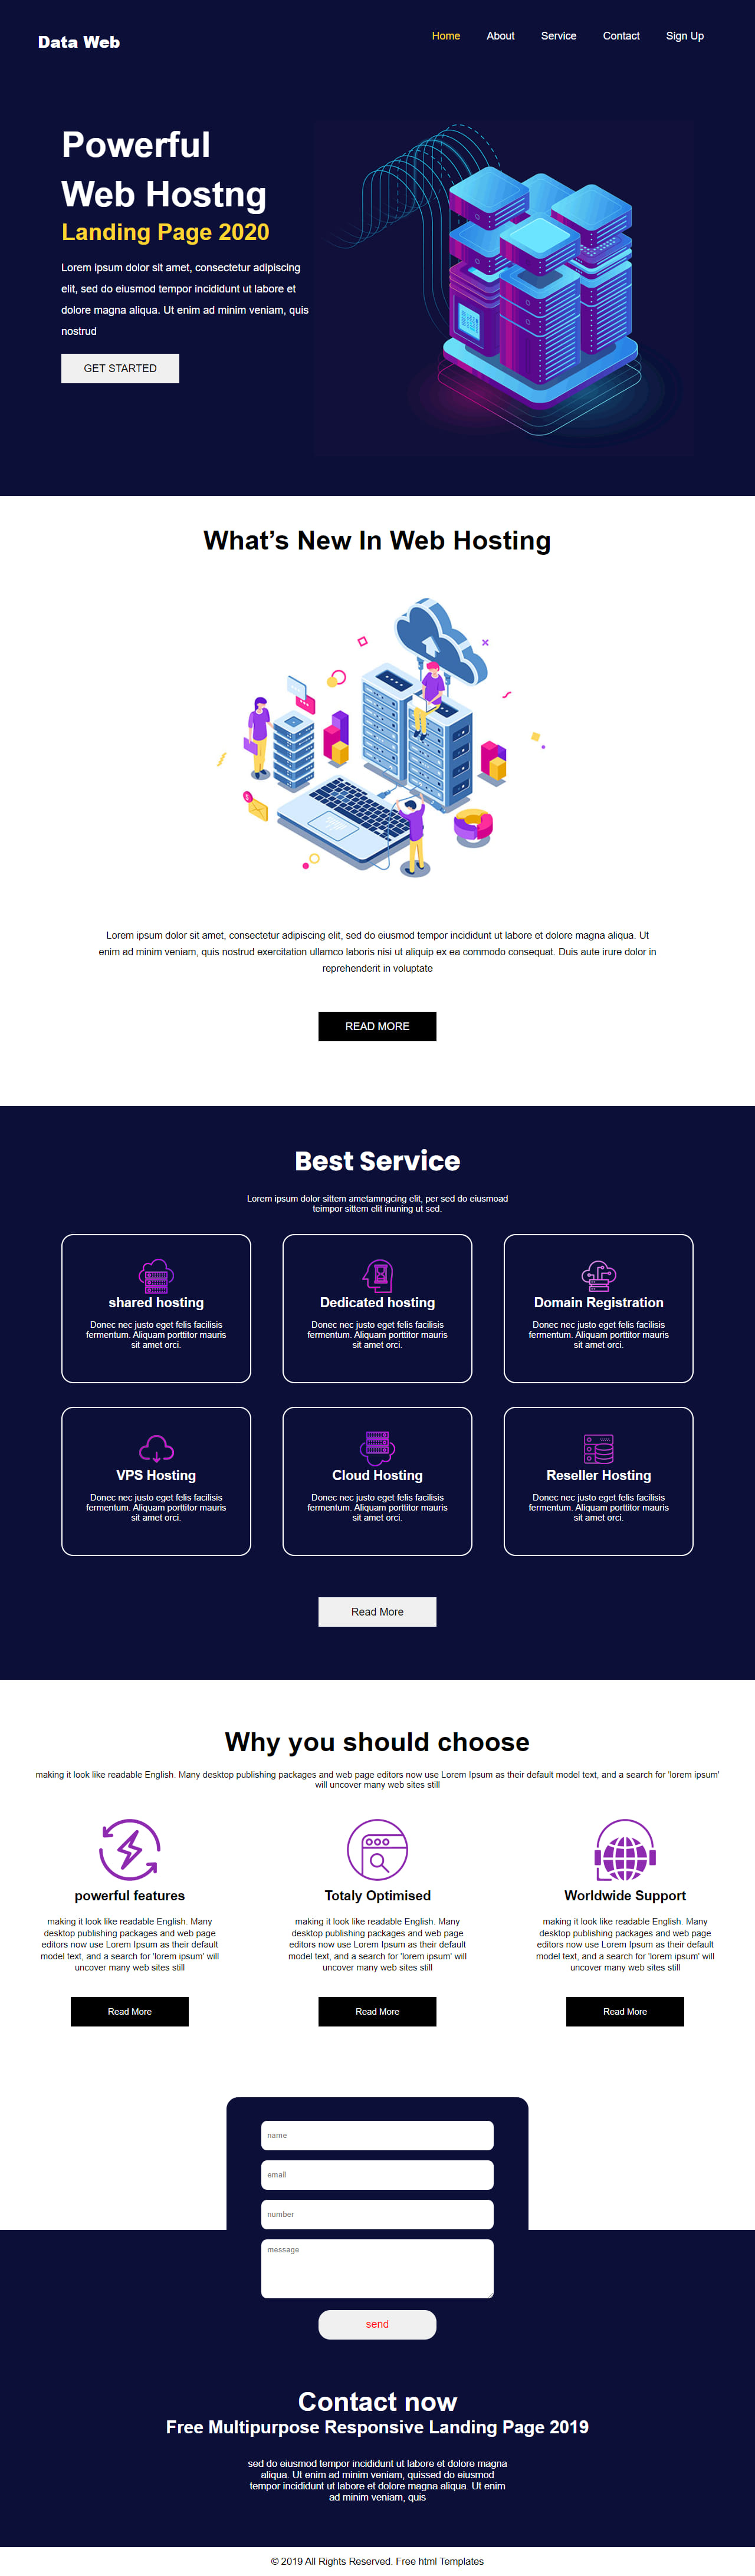 Data Web
Home About Service Contact Sign Up
Powerful
Web Hostng
Landing Page 2020
Lorem ipsum dolor sit amet, consectetur adipiscing
elit, sed do eiusmod tempor incididunt ut labore et
dolore magna aliqua. Ut enim ad minim veniam, quis
nostrud
GET STARTED
What’s New In Web Hosting
Lorem ipsum dolor sit amet, consectetur adipiscing elit, sed do eiusmod tempor incididunt ut labore et dolore magna aliqua. Ut
enim ad minim veniam, quis nostrud exercitation ullamco laboris nisi ut aliquip ex ea commodo consequat. Duis aute irure dolor in
reprehenderit in voluptate
READ MORE
Best Service
Lorem ipsum dolor sittem ametamngcing elit, per sed do eiusmoad
teimpor sittem elit inuning ut sed.
shared hosting
Donec nec justo eget felis facilisis
fermentum. Aliquam porttitor mauris
sit amet orci.
Dedicated hosting
Donec nec justo eget felis facilisis
fermentum. Aliquam porttitor mauris
sit amet orci.
Domain Registration
Donec nec justo eget felis facilisis
fermentum. Aliquam porttitor mauris
sit amet orci.
VPS Hosting
Donec nec justo eget felis facilisis
fermentum. Aliquam porttitor mauris
sit amet orci.
Cloud Hosting
Donec nec justo eget felis facilisis
fermentum. Aliquam porttitor mauris
sit amet orci.
Reseller Hosting
Donec nec justo eget felis facilisis
fermentum. Aliquam porttitor mauris
sit amet orci.
Read More
Why you should choose
making it look like readable English. Many desktop publishing packages and web page editors now use Lorem Ipsum as their default model text, and a search for 'lorem ipsum'
will uncover many web sites still
powerful features
making it look like readable English. Many
desktop publishing packages and web page
editors now use Lorem Ipsum as their default
model text, and a search for 'lorem ipsum' will
uncover many web sites still
Read More
Totaly Optimised
making it look like readable English. Many
desktop publishing packages and web page
editors now use Lorem Ipsum as their default
model text, and a search for 'lorem ipsum' will
uncover many web sites still
Read More
Worldwide Support
making it look like readable English. Many
desktop publishing packages and web page
editors now use Lorem Ipsum as their default
model text, and a search for 'lorem ipsum' will
uncover many web sites still
Read More
name
email
number
message
send
Contact now
Free Multipurpose Responsive Landing Page 2019
sed do eiusmod tempor incididunt ut labore et dolore magna
aliqua. Ut enim ad minim veniam, quissed do eiusmod
tempor incididunt ut labore et dolore magna aliqua. Ut enim
ad minim veniam, quis
© 2019 All Rights Reserved. Free html Templates